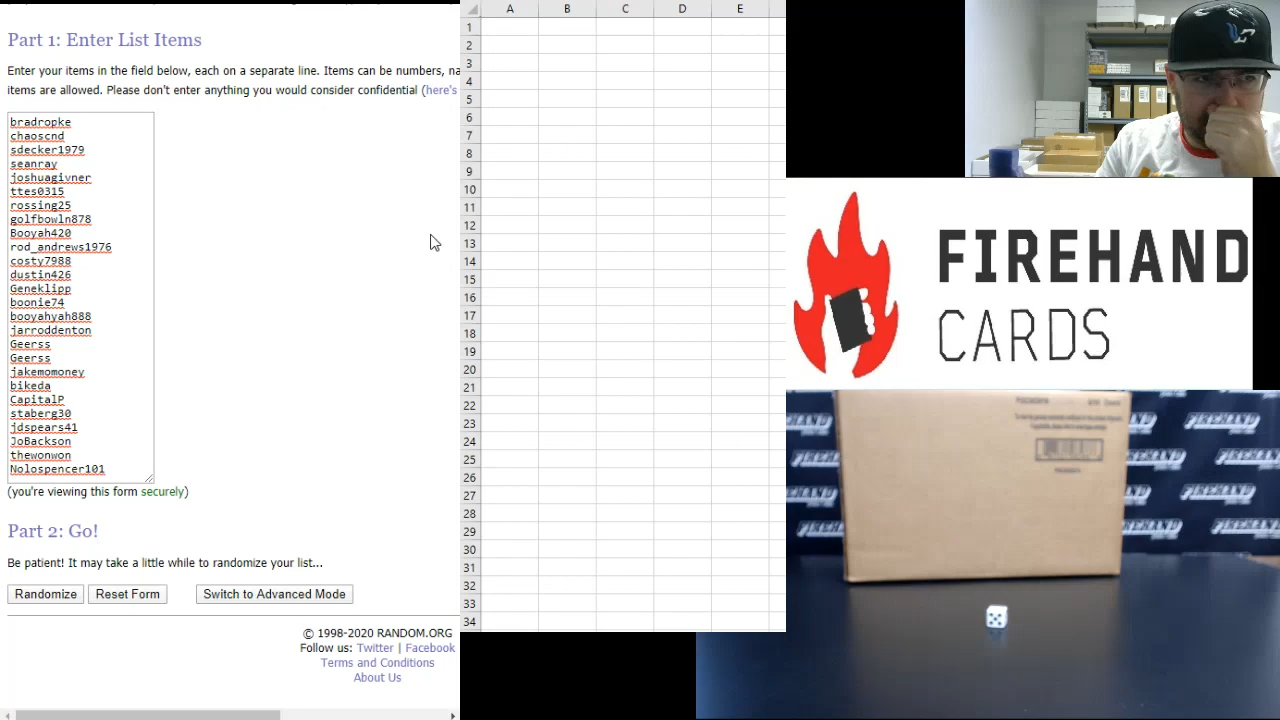 Part 1: Enter List Items
Enter your items in the field below, each on a separate line. Items can be numbers, na
items are allowed. Please don't enter anything you would consider confidential (here's
bradropke
chaoscnd
sdecker1979
seanray
joshuagivner
ttes0315
rossing25
golfbowln878
Booyah420
rod_andrews1976
costy7988
dustin426
Geneklipp
boonie74
booyahyah888
jarroddenton
Geerss
Geerss
jakemomoney
bikeda
CapitalP
staberg30
jdspears41
JoBackson
thewonwon
Nolospencer101
(you're viewing this form securely)
Part 2: Go!
Be patient! It may take a little while to randomize your list...
Randomize Reset Form Switch to Advanced Mode
© 1998-2020 RANDOM.ORG
Follow us: Twitter | Facebook
Terms and Conditions
About Us
A B C D E
1
2
3
4
5
6
7
8
9
10
11
12
13
14
15
16
17
18
19
20
21
22
23
24
25
26
27
28
29
30
31
32
33
34
FIREHAND
CARDS
FIREHAND
FIREHAND
FIREHAND
FIREHAND